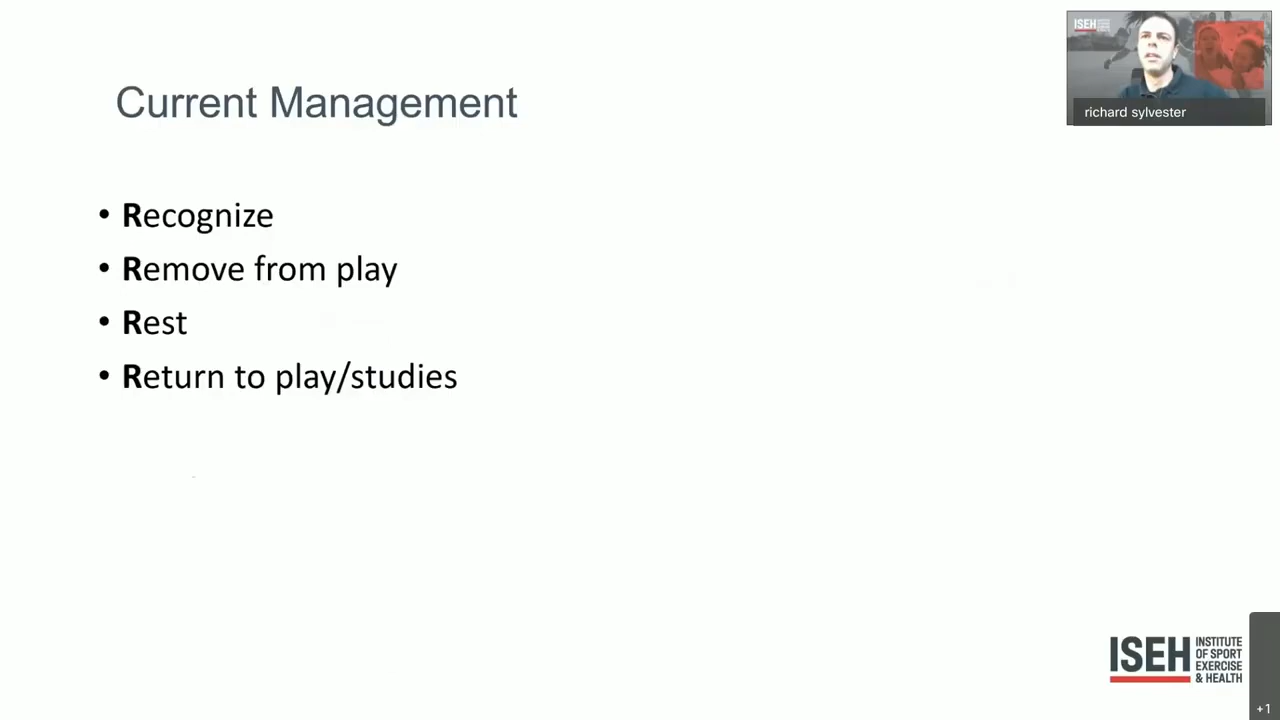 Current Management
• Recognize
• Remove from play
• Rest
• Return to play/studies
ISEH
richard sylvester
ISEH
INSTITUTE
OF SPORT
EXERCISE
& HEALTH
+1